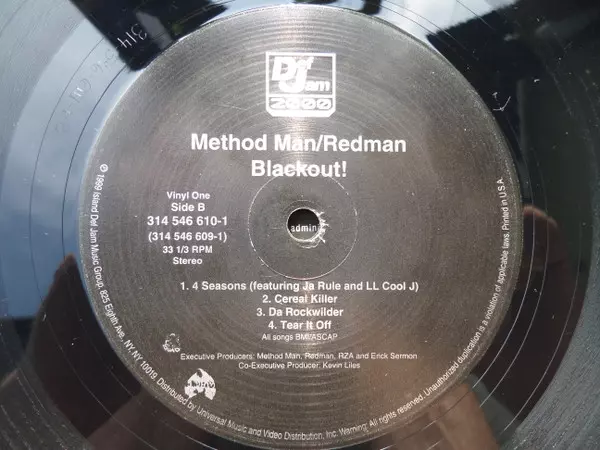 Def
Jam
2000
Method Man/Redman
Blackout!
Vinyl One
Side B
314 546 610-1
(314 546 609-1)
33 1/3 RPM
Stereo
admin
1. 4 Seasons (featuring Ja Rule and LL Cool J)
2. Cereal Killer
3. Da Rockwilder
4. Tear It Off
All songs BMI/ASCAP
Executive Producers: Method Man, Redman, RZA and Erick Sermon
Co-Executive Producer: Kevin Liles
℗ 1999 Island Def Jam Music Group, 825 Eighth Ave., NY, NY 10019. Distributed by Universal Music and Video Distribution, Inc. Warning: All rights reserved. Unauthorized duplication is a violation of applicable laws. Printed in U.S.A.